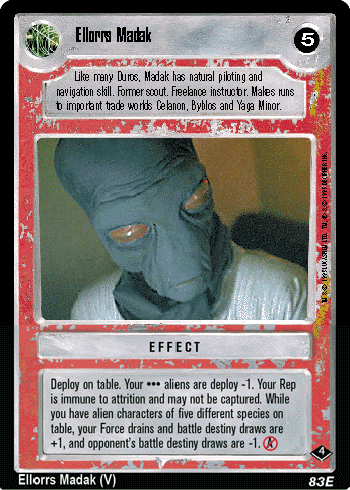 Ellorrs Madak
5
Like many Duros, Madak has natural piloting and
navigation skill. Former scout. Freelance instructor. Makes runs
to important trade worlds Celanon, Byblos and Yaga Minor.
EFFECT
Deploy on table. Your ••• aliens are deploy -1. Your Rep
is immune to attrition and may not be captured. While
you have alien characters of five different species on
table, your Force drains and battle destiny draws are
+1, and opponent's battle destiny draws are -1. A
4
Ellorrs Madak (V)
83E